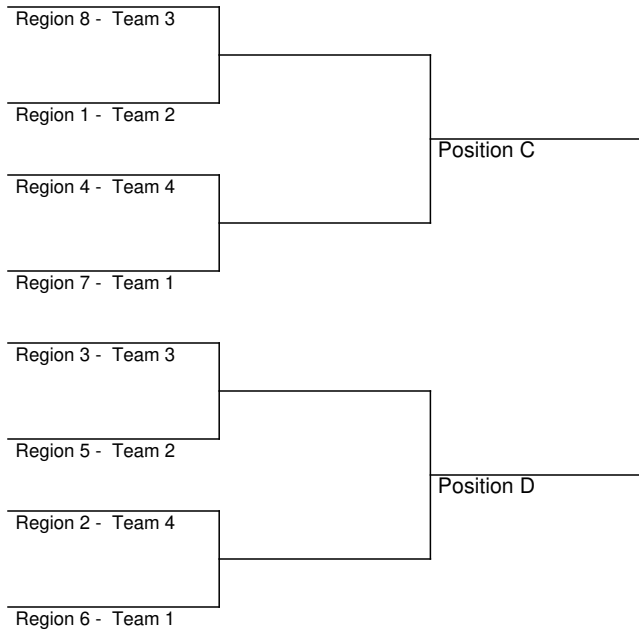 Region 8 - Team 3
Region 1 - Team 2
Position C
Region 4 - Team 4
Region 7 - Team 1
Region 3 - Team 3
Region 5 - Team 2
Position D
Region 2 - Team 4
Region 6 - Team 1